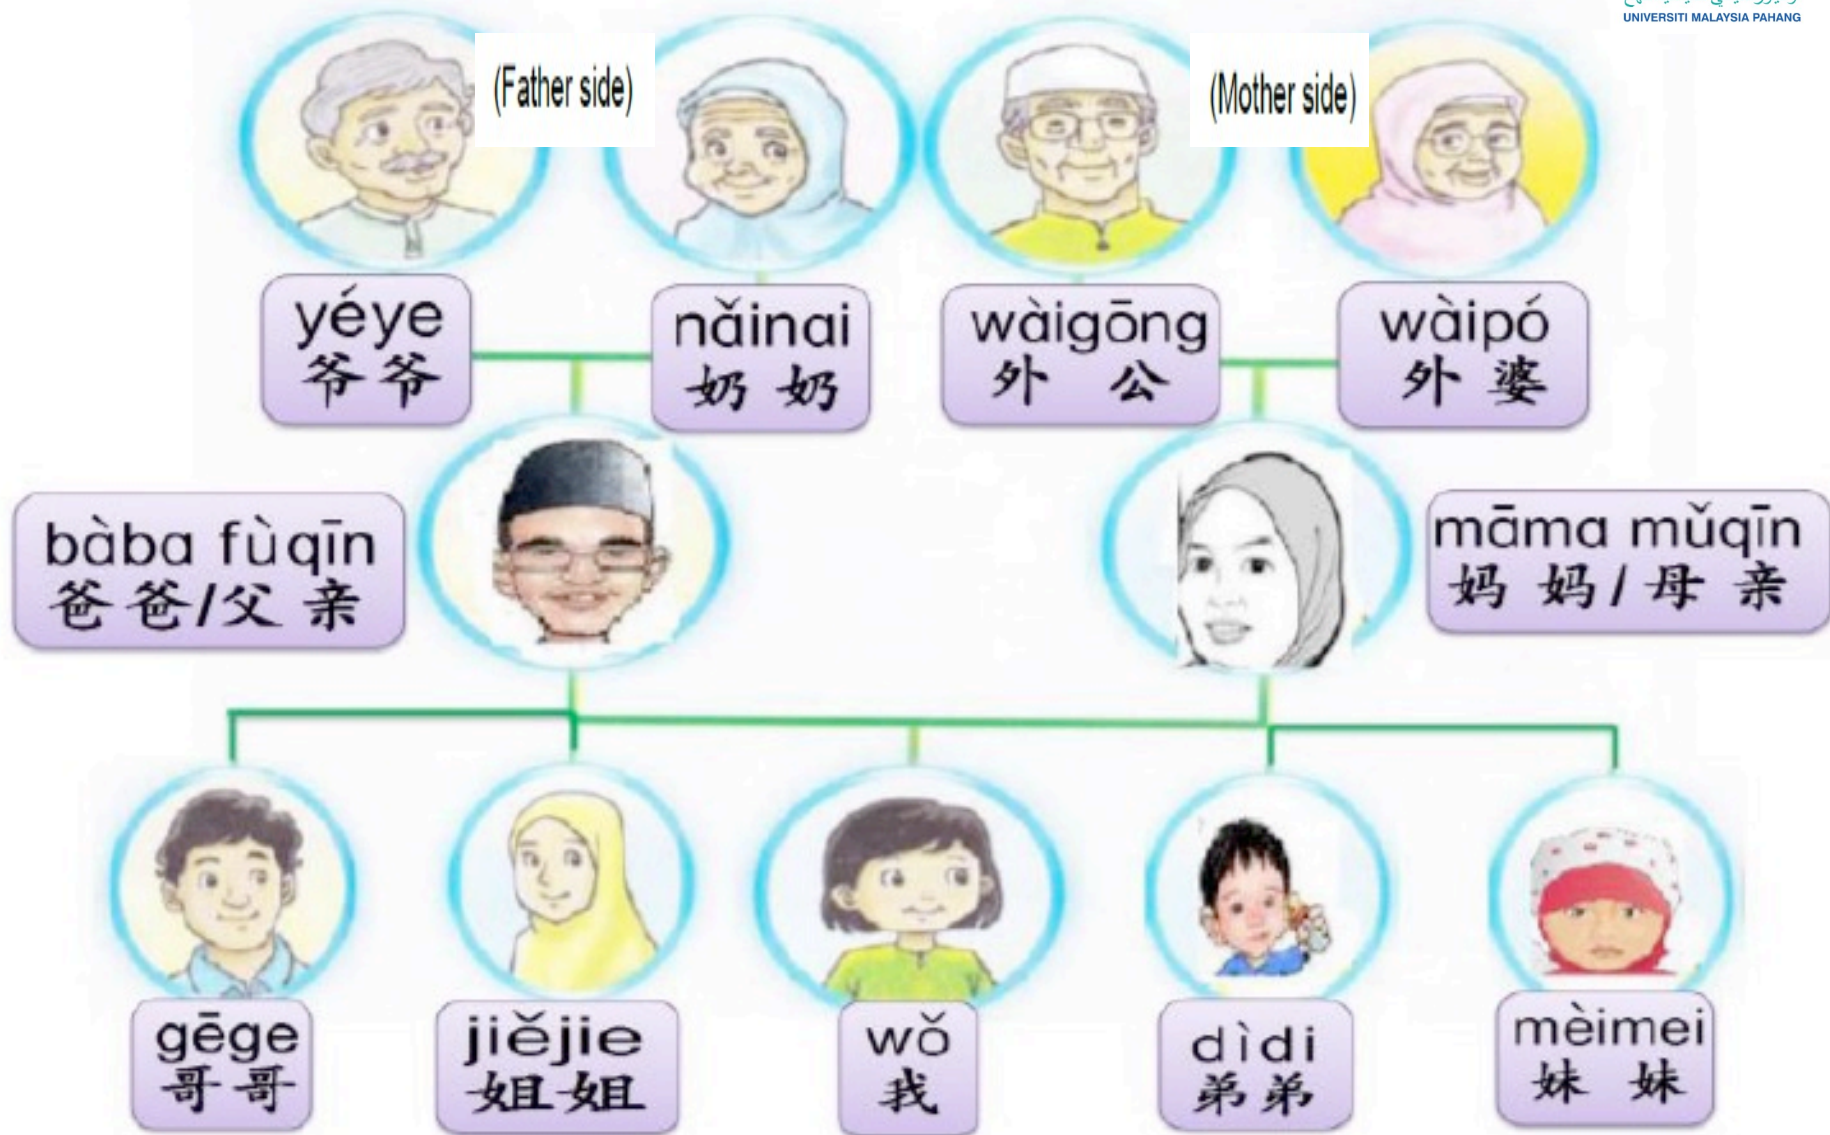 UNIVERSITI MALAYSIA PAHANG
(Father side)
(Mother side)
yéye
爷爷
nǎinai
奶 奶
wàigōng
外 公
wàipó
外 婆
bàba fùqīn
爸爸/父 亲
māma mǔqīn
妈 妈/母 亲
gēge
哥哥
jiějie
姐姐
wǒ
我
dìdi
弟弟
mèimei
妹 妹